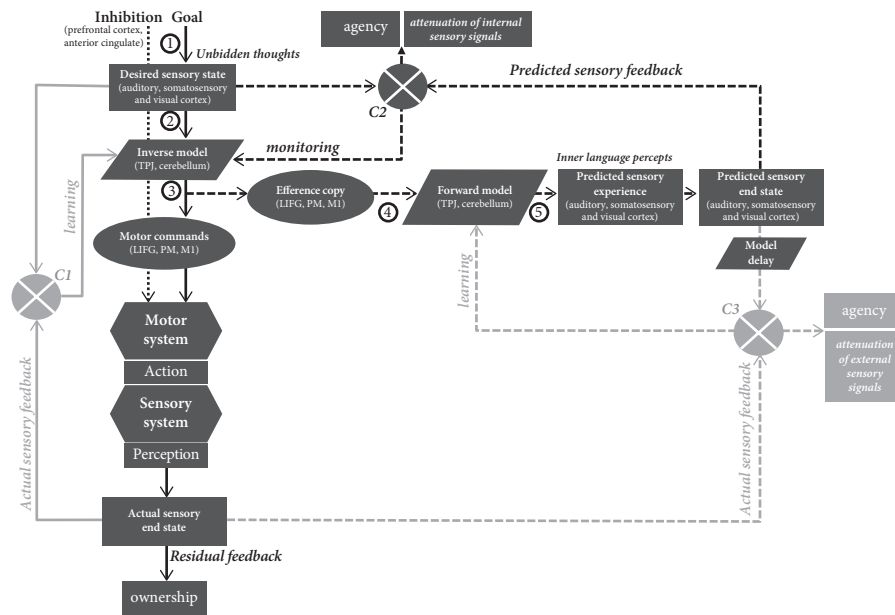 Inhibition
Goal
(prefrontal cortex,
anterior cingulate)
1
Unbidden thoughts
agency
attenuation of internal
sensory signals
Desired sensory state
(auditory, somatosensory
and visual cortex)
C2
Predicted sensory feedback
2
Inverse model
(TPJ, cerebellum)
monitoring
3
Efference copy
(LIFG, PM, M1)
4
Forward model
(TPJ, cerebellum)
5
Inner language percepts
Predicted sensory
experience
(auditory, somatosensory
and visual cortex)
Predicted sensory
end state
(auditory, somatosensory
and visual cortex)
learning
Motor commands
(LIFG, PM, M1)
Model
delay
C1
learning
C3
agency
attenuation
of external
sensory
signals
Motor
system
Action
Sensory
system
Perception
Actual sensory feedback
Actual sensory feedback
Actual sensory
end state
Residual feedback
ownership